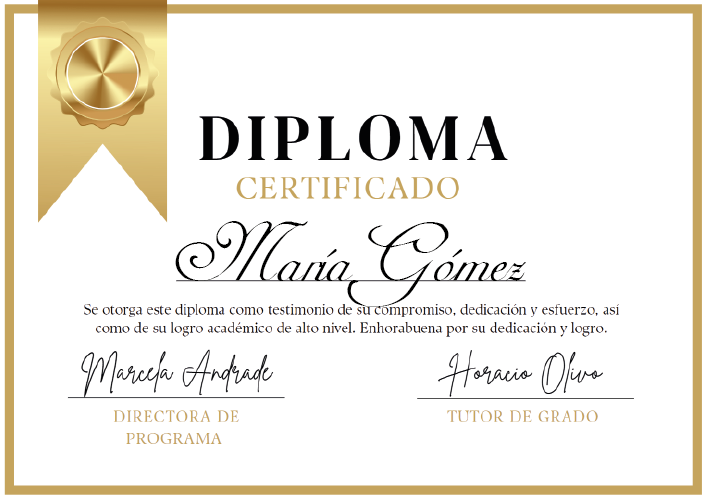 DIPLOMA
CERTIFICADO
María Gómez
Se otorga este diploma como testimonio de su compromiso, dedicación y esfuerzo, así
como de su logro académico de alto nivel. Enhorabuena por su dedicación y logro.
Marcela Andrade
Horacio Olivo
DIRECTORA DE
PROGRAMA
TUTOR DE GRADO